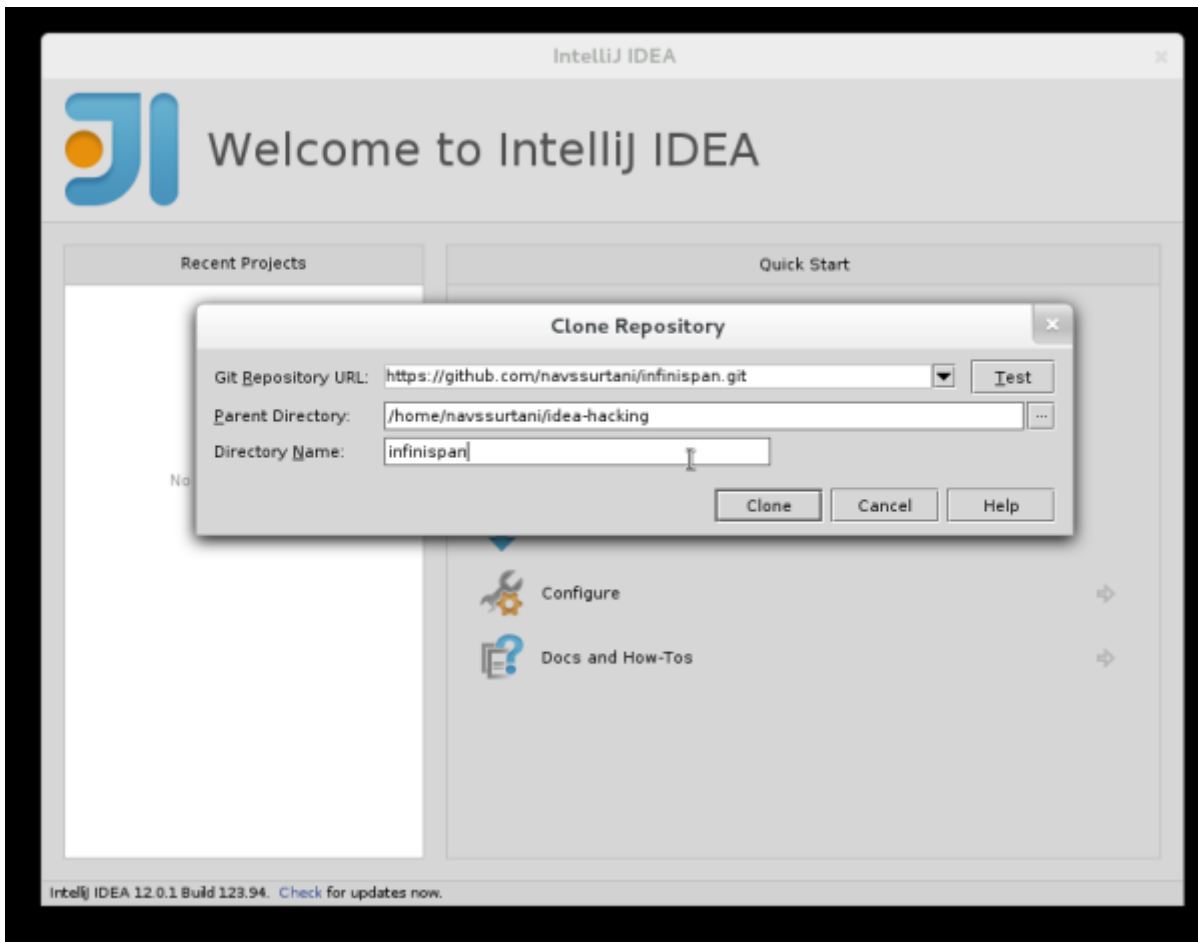 IntelliJ IDEA
Welcome to IntelliJ IDEA
Recent Projects
Quick Start
Clone Repository
Git Repository URL: https://github.com/navssurtani/infinispan.git Test
Parent Directory: /home/navssurtani/idea-hacking ...
Directory Name: infinispan
No
Clone Cancel Help
Configure
Docs and How-Tos
IntelliJ IDEA 12.0.1 Build 123.94. Check for updates now.